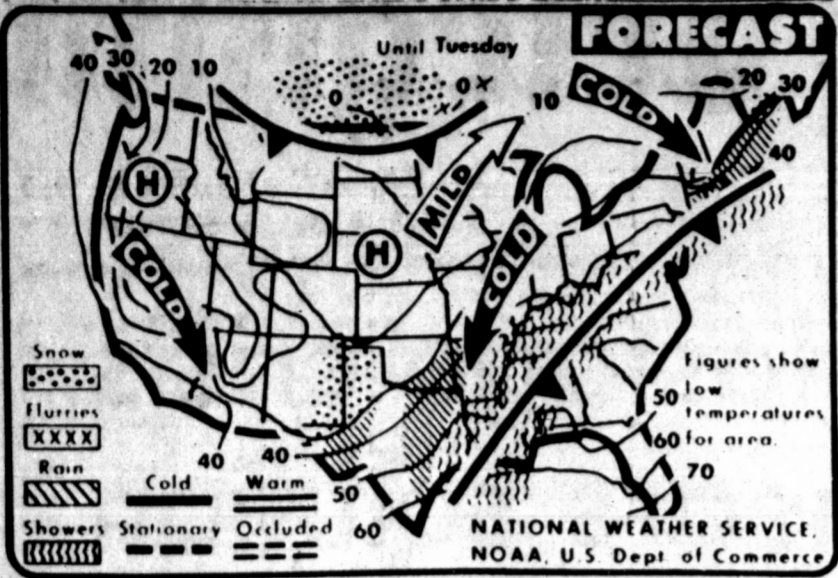 FORECAST
Until Tuesday
40 30 20 10
0 0
10
COLD
20 30
40
H
MILD
COLD
H
COLD
Snow
Flurries
XXXX
Rain
Showers
Cold
Warm
Stationary
Occluded
40 40
50
60
Figures show
low
temperatures
for area.
50
60
70
NATIONAL WEATHER SERVICE,
NOAA, U.S. Dept. of Commerce